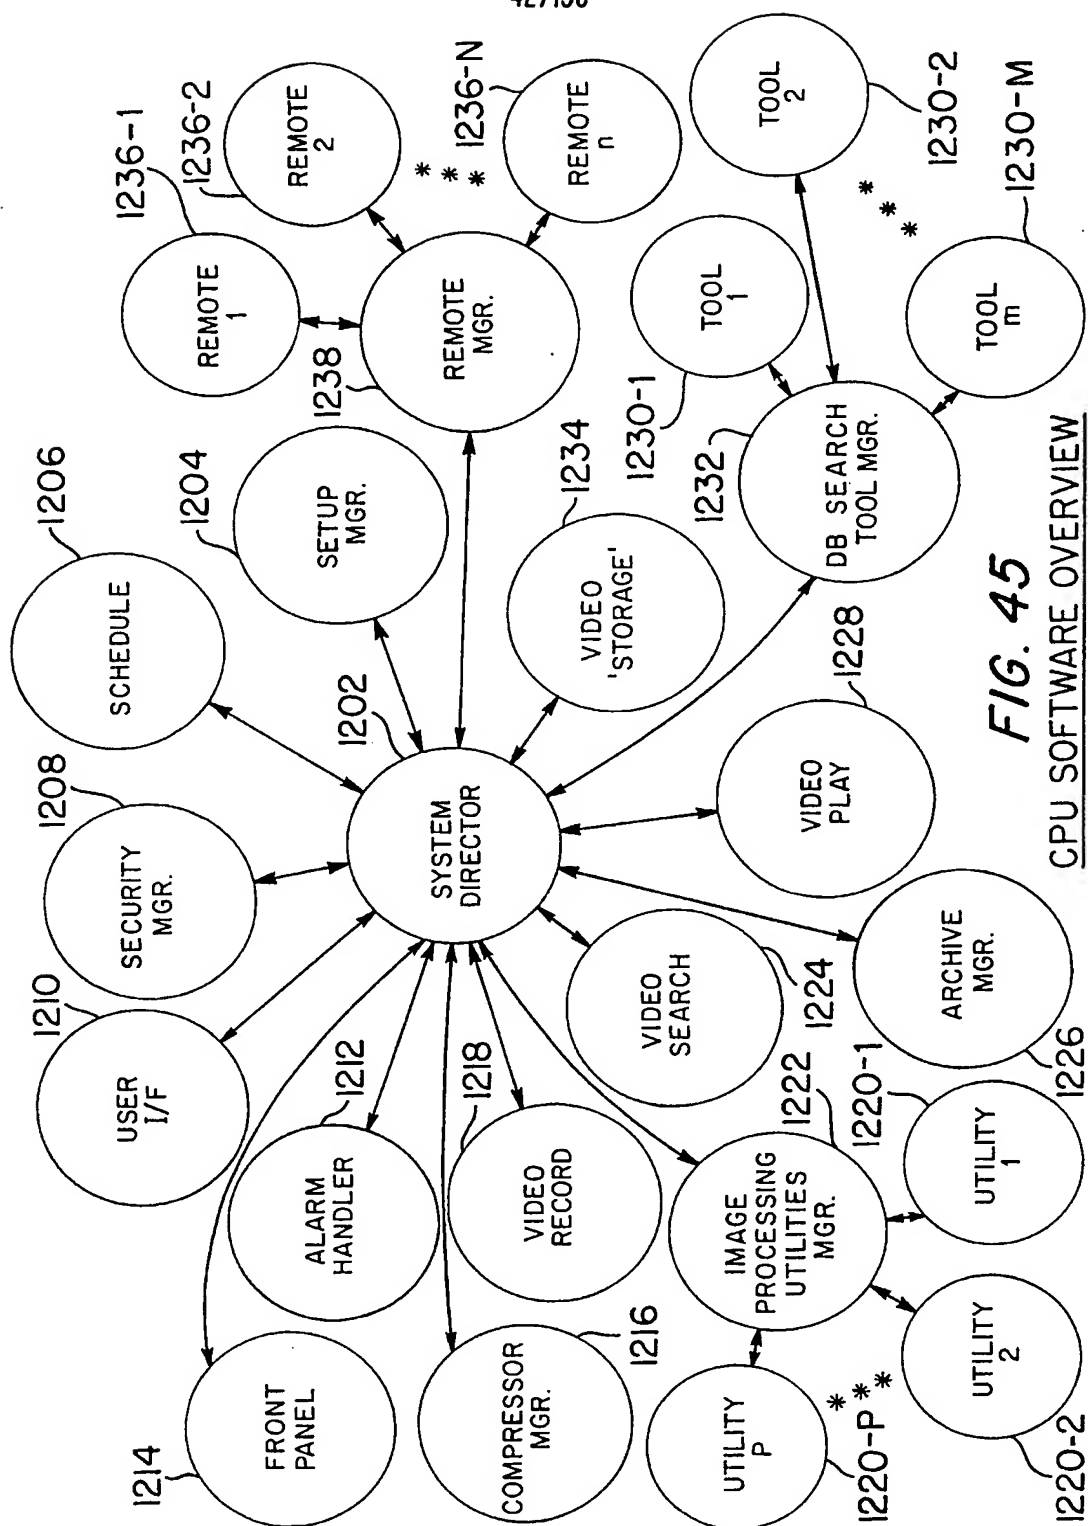 1214
FRONT
PANEL
USER
I/F
1210
SECURITY
MGR.
1208
SCHEDULE
1206
REMOTE
1
1236-1
REMOTE
2
1236-2
ALARM
HANDLER
1212
SETUP
MGR.
1204
1202
SYSTEM
DIRECTOR
1238
REMOTE
MGR.
***
1236-N
REMOTE
n
COMPRESSOR
MGR.
1216
VIDEO
RECORD
1218
VIDEO
SEARCH
1224
VIDEO
'STORAGE'
1234
1230-1
TOOL
1
TOOL
2
1230-2
UTILITY
P
1220-P
***
IMAGE
PROCESSING
UTILITIES
MGR.
1222
VIDEO
PLAY
1228
1232
DB SEARCH
TOOL MGR.
***
1220-1
ARCHIVE
MGR.
1226
UTILITY
2
1220-2
UTILITY
1
TOOL
m
1230-M
FIG. 45
CPU SOFTWARE OVERVIEW